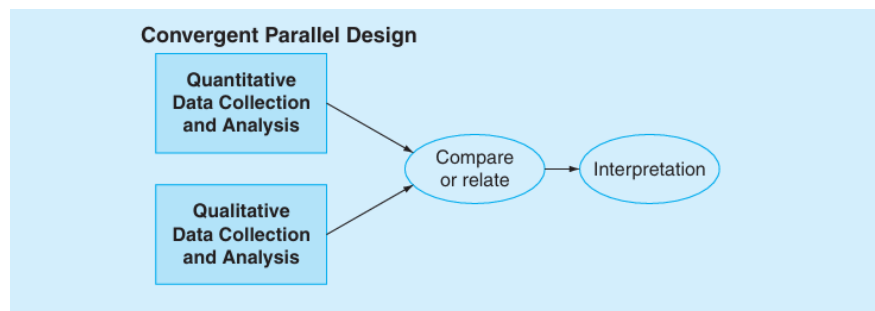 Convergent Parallel Design
Quantitative
Data Collection
and Analysis
Qualitative
Data Collection
and Analysis
Compare
or relate
Interpretation